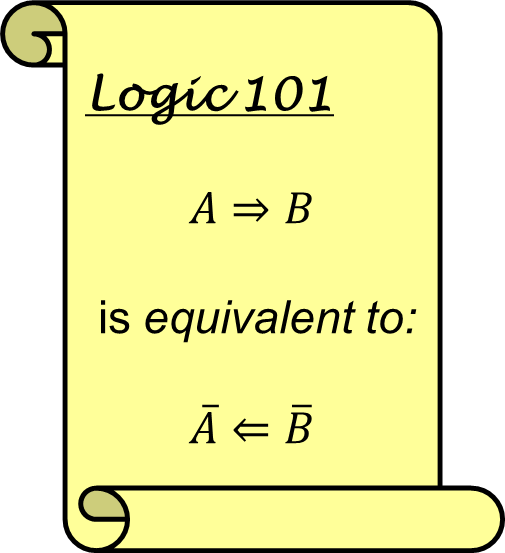 Logic 101
A ⇒ B
is equivalent to:
Ā ⇐ B̄